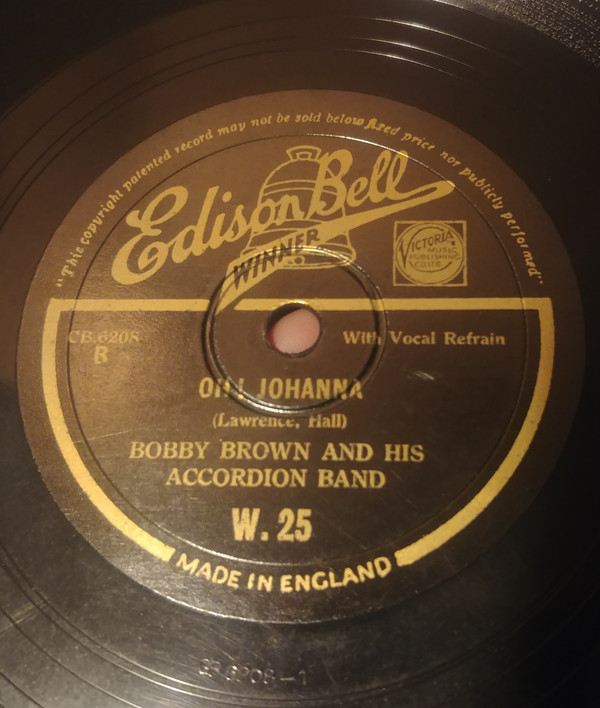 "This copyright patented record may not be sold below fixed price nor publicly performed"
Edison Bell
WINNER
VICTORIA
MUSIC
PUBLISHING
CO LTD
CB.6208
B
With Vocal Refrain
OH! JOHANNA
(Lawrence, Hall)
BOBBY BROWN AND HIS
ACCORDION BAND
W. 25
MADE IN ENGLAND
6208-1